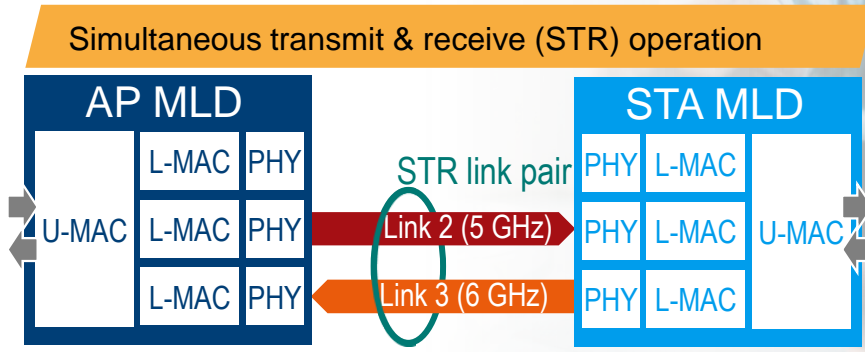 Simultaneous transmit & receive (STR) operation
AP MLD
STA MLD
L-MAC PHY
PHY L-MAC
STR link pair
U-MAC
L-MAC PHY
Link 2 (5 GHz)
PHY L-MAC
U-MAC
L-MAC PHY
Link 3 (6 GHz)
PHY L-MAC